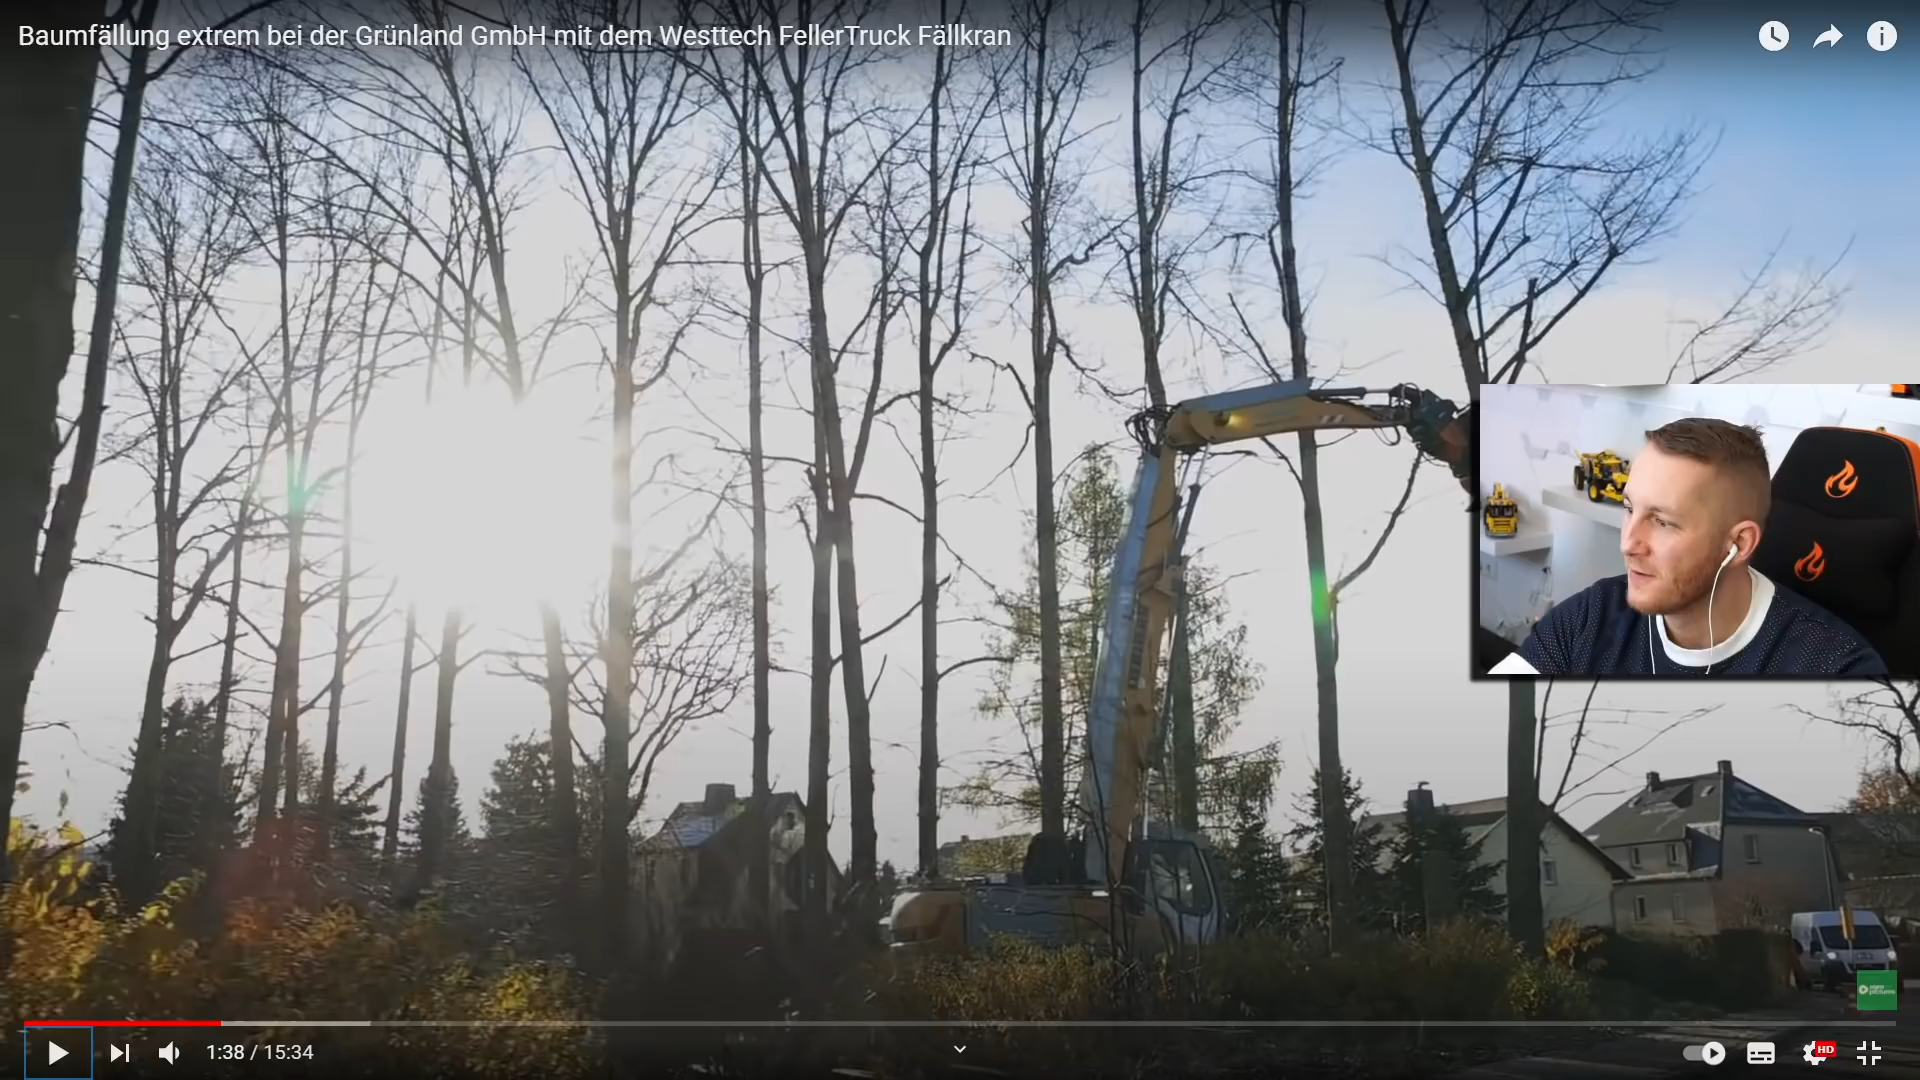 Baumfällung extrem bei der Grünland GmbH mit dem Westtech FellerTruck Fällkran
1:38 / 15:34
HD